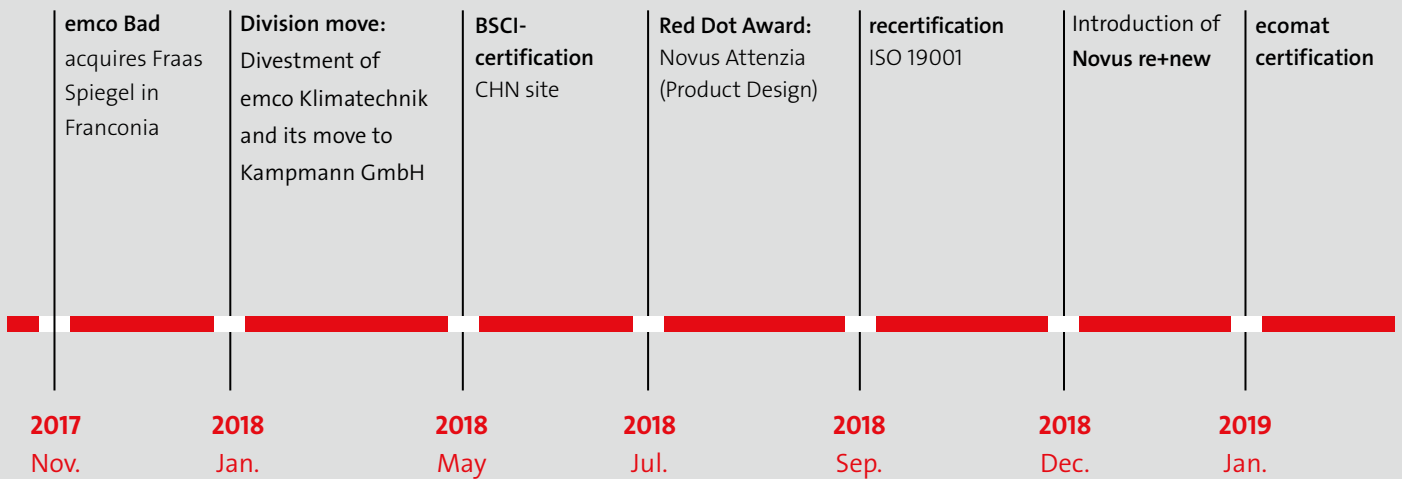 emco Bad
acquires Fraas
Spiegel in
Franconia
Division move:
Divestment of
emco Klimatechnik
and its move to
Kampmann GmbH
BSCI-
certification
CHN site
Red Dot Award:
Novus Attenzia
(Product Design)
recertification
ISO 19001
Introduction of
Novus re+new
ecomat
certification
2017
Nov.
2018
Jan.
2018
May
2018
Jul.
2018
Sep.
2018
Dec.
2019
Jan.